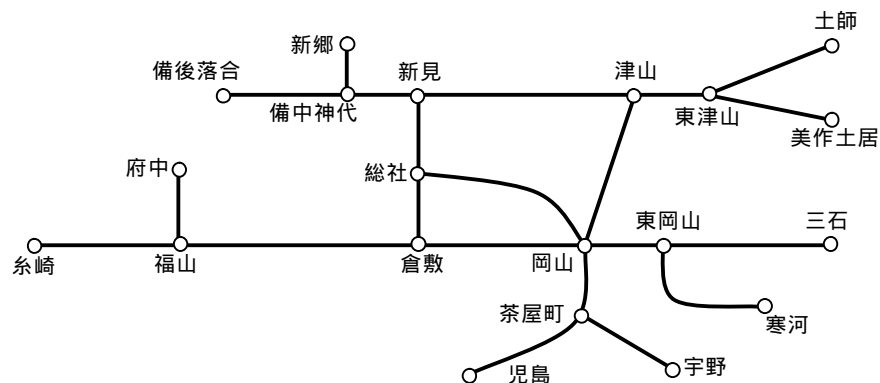 土師
新郷
備後落合
新見
津山
備中神代
東津山
美作土居
府中
総社
東岡山
三石
糸崎
福山
倉敷
岡山
茶屋町
寒河
児島
宇野